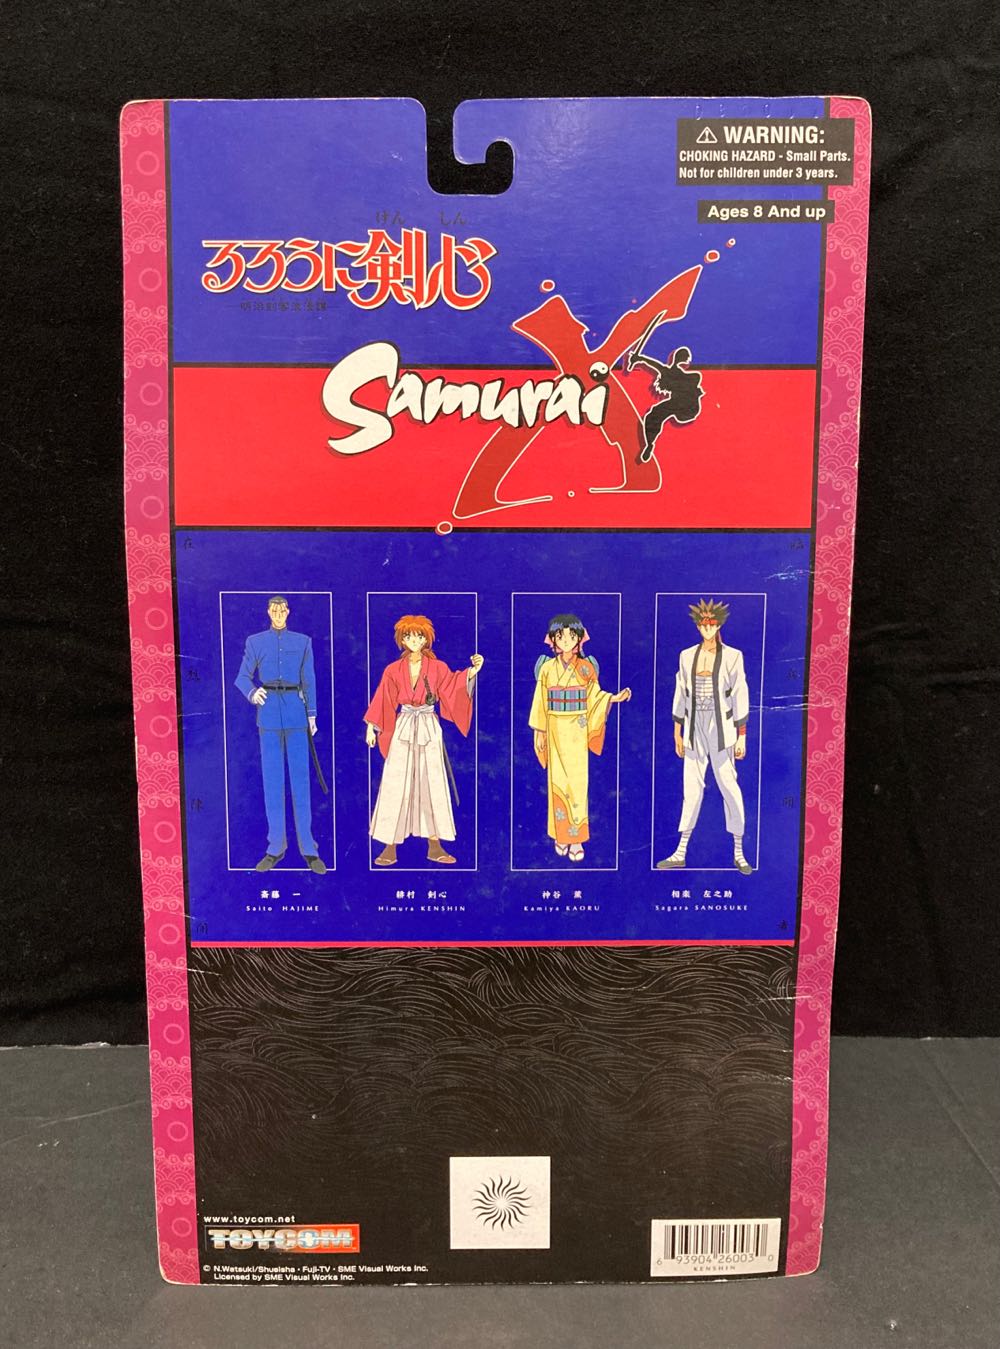 WARNING:
CHOKING HAZARD - Small Parts.
Not for children under 3 years.
Ages 8 And up
けん しん
るろうに剣心
Samurai X
斎藤 一
Saito HAJIME
緋村 剣心
Himura KENSHIN
神谷 薫
Kamiya KAORU
相楽 左之助
Sagara SANOSUKE
www.toycom.net
TOYCOM
© N.Watsuki/Shueisha・Fuji-TV・SME Visual Works Inc.
Licensed by SME Visual Works Inc.
6 93904 26003 0
KENSHIN